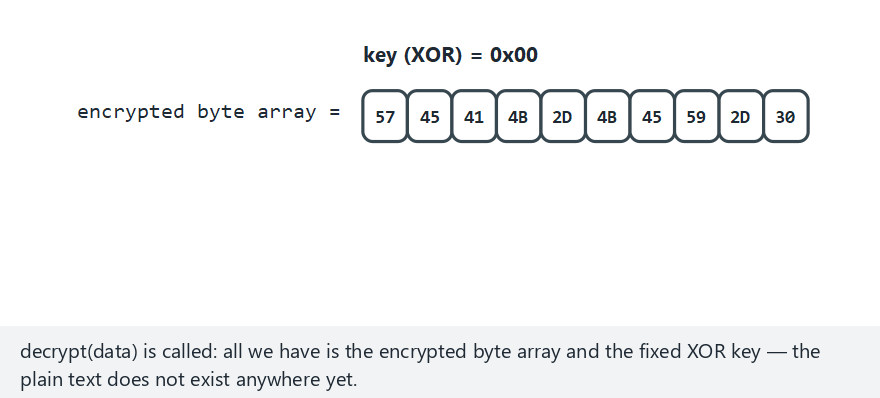 key (XOR) = 0x00
encrypted byte array = 57 45 41 4B 2D 4B 45 59 2D 30
decrypt(data) is called: all we have is the encrypted byte array and the fixed XOR key — the
plain text does not exist anywhere yet.